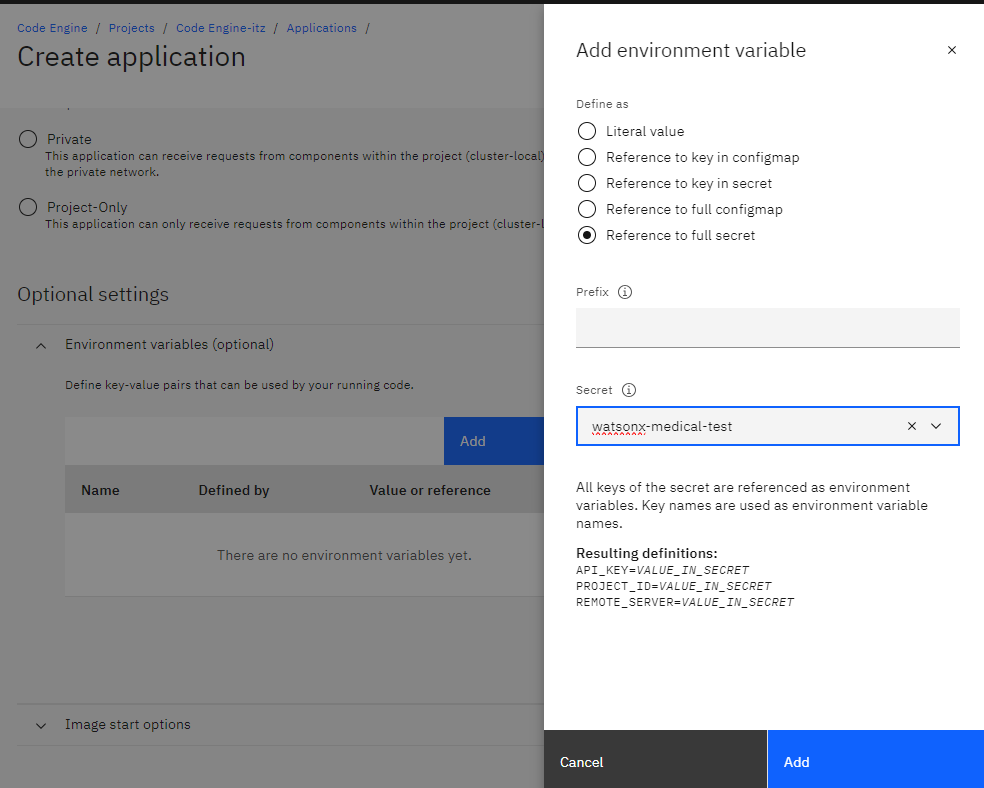 Code Engine / Projects / Code Engine-itz / Applications /
Create application
Private
This application can receive requests from components within the project (cluster-local)
the private network.
Project-Only
This application can only receive requests from components within the project (cluster-l
Optional settings
Environment variables (optional)
Define key-value pairs that can be used by your running code.
Add
Name Defined by Value or reference
There are no environment variables yet.
Image start options
Add environment variable
Define as
Literal value
Reference to key in configmap
Reference to key in secret
Reference to full configmap
Reference to full secret
Prefix
Secret
watsonx-medical-test
All keys of the secret are referenced as environment
variables. Key names are used as environment variable
names.
Resulting definitions:
API_KEY=VALUE_IN_SECRET
PROJECT_ID=VALUE_IN_SECRET
REMOTE_SERVER=VALUE_IN_SECRET
Cancel
Add